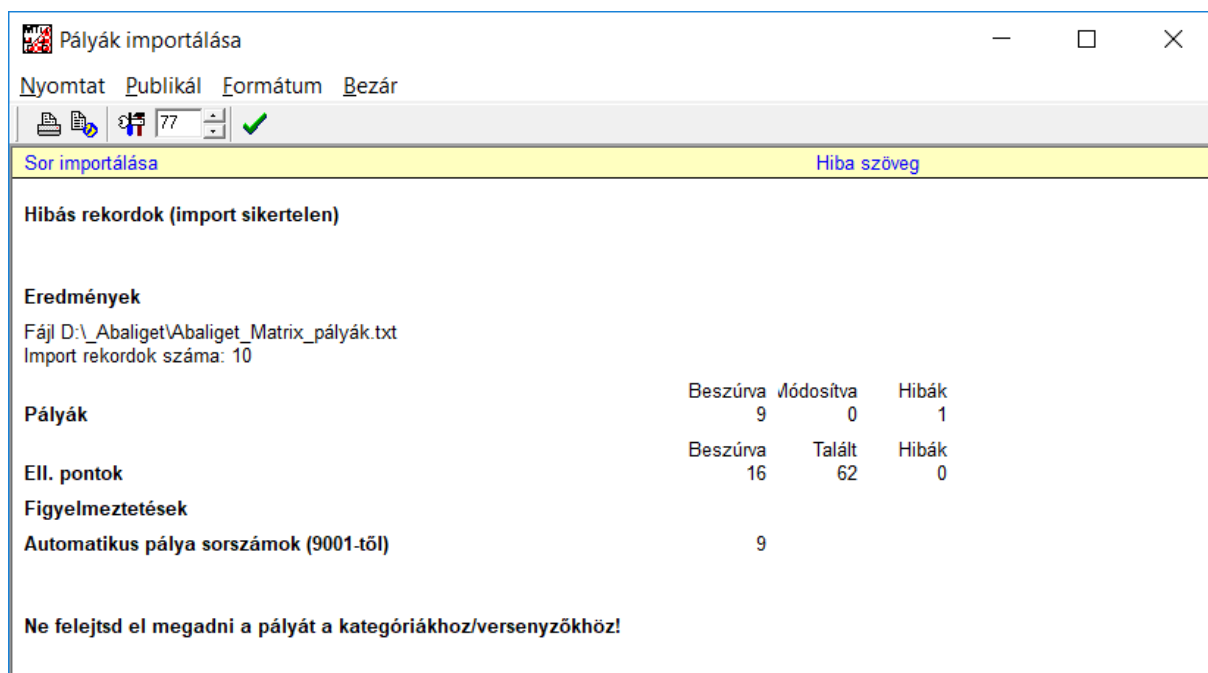 Pályák importálása
Nyomtat Publikál Formátum Bezár
77
Sor importálása Hiba szöveg
Hibás rekordok (import sikertelen)
Eredmények
Fájl D:\_Abaliget\Abaliget_Matrix_pályák.txt
Import rekordok száma: 10
Beszúrva Módosítva Hibák
Pályák 9 0 1
Beszúrva Talált Hibák
Ell. pontok 16 62 0
Figyelmeztetések
Automatikus pálya sorszámok (9001-től) 9
Ne felejtsd el megadni a pályát a kategóriákhoz/versenyzőkhöz!